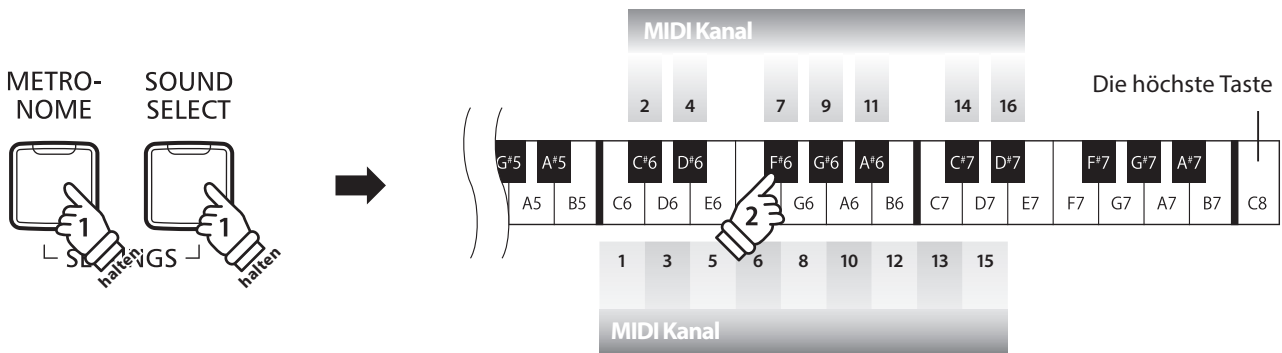 MIDI Kanal
METRO-
NOME
SOUND
SELECT
2 4 7 9 11 14 16
Die höchste Taste
G#5 A#5 C#6 D#6 F#6 G#6 A#6 C#7 D#7 F#7 G#7 A#7
A5 B5 C6 D6 E6 G6 A6 B6 C7 D7 E7 F7 G7 A7 B7 C8
1 1 2
halten halten
1 3 5 6 8 10 12 13 15
MIDI Kanal